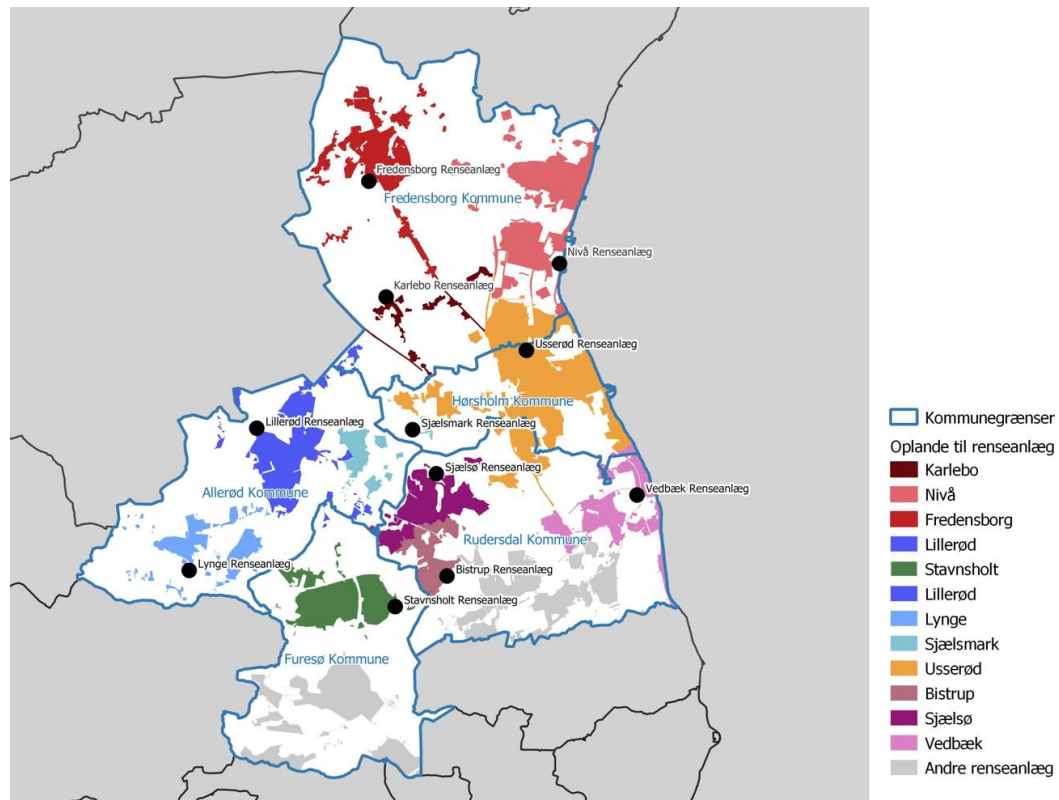 Fredensborg Renseanlæg
Fredensborg Kommune
Nivå Renseanlæg
Karlebo Renseanlæg
Usserød Renseanlæg
Hørsholm Kommune
Lillerød Renseanlæg
Sjælsmark Renseanlæg
Sjælsø Renseanlæg
Allerød Kommune
Vedbæk Renseanlæg
Rudersdal Kommune
Lynge Renseanlæg
Bistrup Renseanlæg
Stavnsholt Renseanlæg
Furesø Kommune
Kommunegrænser
Oplande til renseanlæg
Karlebo
Nivå
Fredensborg
Lillerød
Stavnsholt
Lillerød
Lynge
Sjælsmark
Usserød
Bistrup
Sjælsø
Vedbæk
Andre renseanlæg